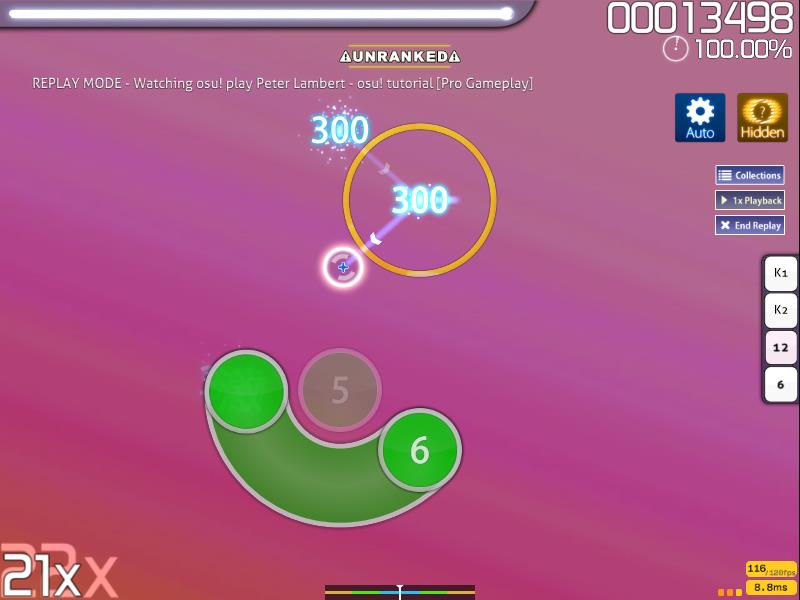 00013498
100.00%
⚠UNRANKED⚠
REPLAY MODE - Watching osu! play Peter Lambert - osu! tutorial [Pro Gameplay]
300
Auto
?
Hidden
Collections
1x Playback
300
End Replay
K1
K2
12
5
6
6
21x
116/120fps
8.8ms